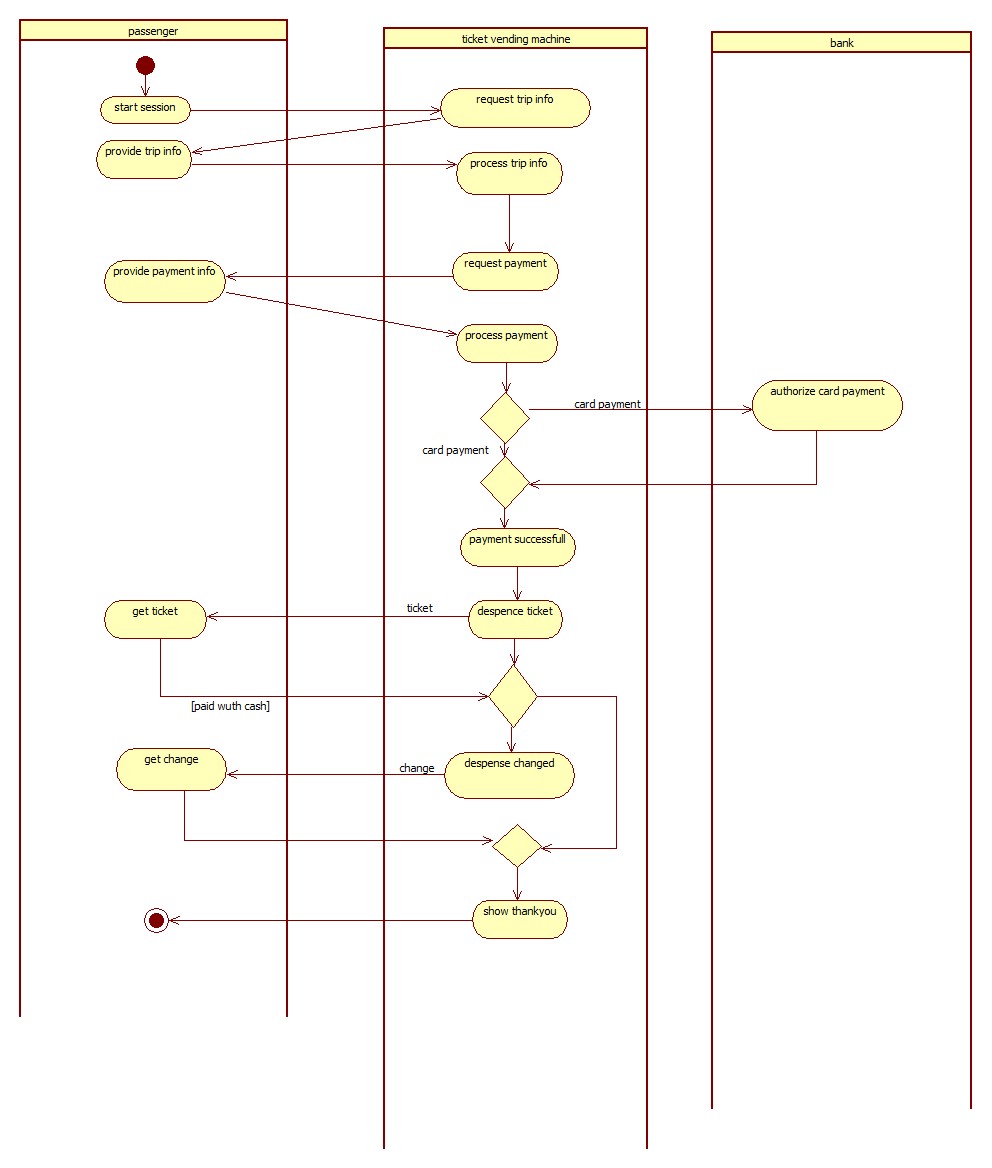 passenger
ticket vending machine
bank
start session
request trip info
provide trip info
process trip info
provide payment info
request payment
process payment
card payment
authorize card payment
card payment
payment successfull
get ticket
ticket
despence ticket
[paid wuth cash]
get change
change
despense changed
show thankyou